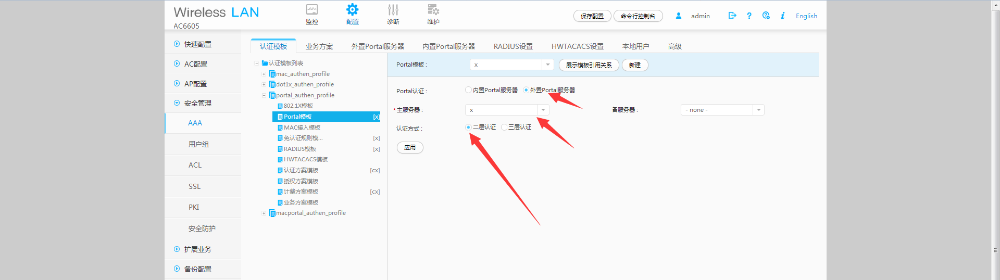 Wireless LAN
AC6605
监控
配置
诊断
维护
保存配置
命令行控制台
admin
English
快速配置
AC配置
AP配置
安全管理
AAA
用户组
ACL
SSL
PKI
安全防护
扩展业务
备份配置
认证模板
业务方案
外置Portal服务器
内置Portal服务器
RADIUS设置
HWTACACS设置
本地用户
高级
认证模板列表
mac_authen_profile
dot1x_authen_profile
portal_authen_profile
802.1X模板
Portal模板 [x]
MAC接入模板
免认证规则模... [x]
RADIUS模板 [x]
HWTACACS模板
认证方案模板 [cx]
授权方案模板
计费方案模板 [cx]
业务方案模板
macportal_authen_profile
Portal模板 : x 展示模板引用关系 新建
Portal认证 : 内置Portal服务器 外置Portal服务器
*主服务器 : x 备服务器 : - none -
认证方式 : 二层认证 三层认证
应用